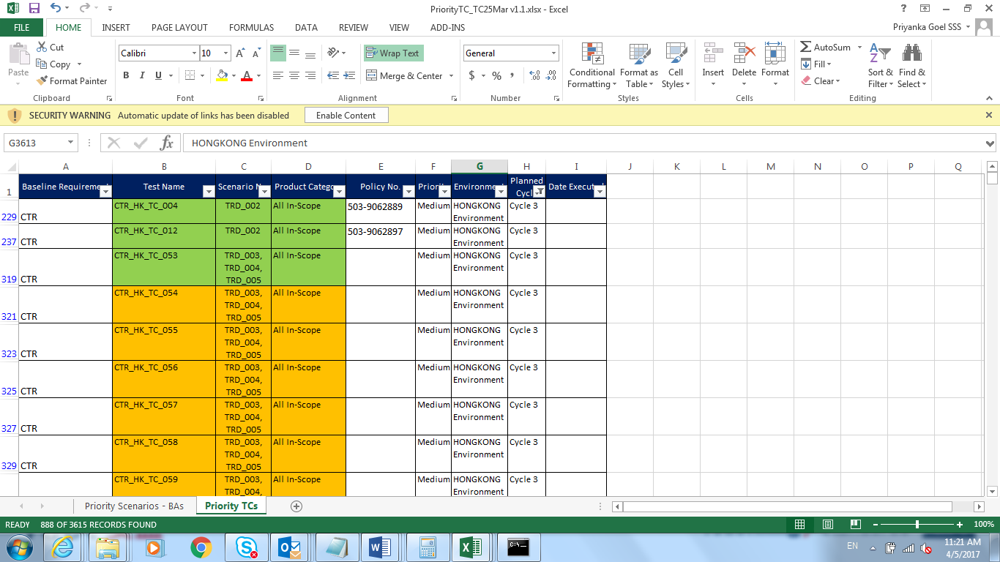 PriorityTC_TC25Mar v1.1.xlsx - Excel
FILE HOME INSERT PAGE LAYOUT FORMULAS DATA REVIEW VIEW ADD-INS Priyanka Goel SSS
Paste Cut Copy Format Painter
Clipboard
Calibri 10
B I U
Font
Wrap Text
Merge & Center
Alignment
General
$ % ,
Number
Conditional Formatting Format as Table Cell Styles
Styles
Insert Delete Format
Cells
AutoSum
Fill
Clear
Sort & Filter Find & Select
Editing
SECURITY WARNING Automatic update of links has been disabled Enable Content
G3613 fx HONGKONG Environment
A B C D E F G H I J K L M N O P Q
1 Baseline Requireme Test Name Scenario N Product Catego Policy No. Priori Environme Planned Cycl Date Execut
229 CTR CTR_HK_TC_004 TRD_002 All In-Scope 503-9062889 Medium HONGKONG Environment Cycle 3
237 CTR CTR_HK_TC_012 TRD_002 All In-Scope 503-9062897 Medium HONGKONG Environment Cycle 3
319 CTR CTR_HK_TC_053 TRD_003, TRD_004, TRD_005 All In-Scope Medium HONGKONG Environment Cycle 3
321 CTR CTR_HK_TC_054 TRD_003, TRD_004, TRD_005 All In-Scope Medium HONGKONG Environment Cycle 3
323 CTR CTR_HK_TC_055 TRD_003, TRD_004, TRD_005 All In-Scope Medium HONGKONG Environment Cycle 3
325 CTR CTR_HK_TC_056 TRD_003, TRD_004, TRD_005 All In-Scope Medium HONGKONG Environment Cycle 3
327 CTR CTR_HK_TC_057 TRD_003, TRD_004, TRD_005 All In-Scope Medium HONGKONG Environment Cycle 3
329 CTR CTR_HK_TC_058 TRD_003, TRD_004, TRD_005 All In-Scope Medium HONGKONG Environment Cycle 3
CTR_HK_TC_059 TRD_003, TRD_004, All In-Scope Medium HONGKONG Environment Cycle 3
Priority Scenarios - BAs Priority TCs
READY 888 OF 3615 RECORDS FOUND 100%
EN 11:21 AM
4/5/2017